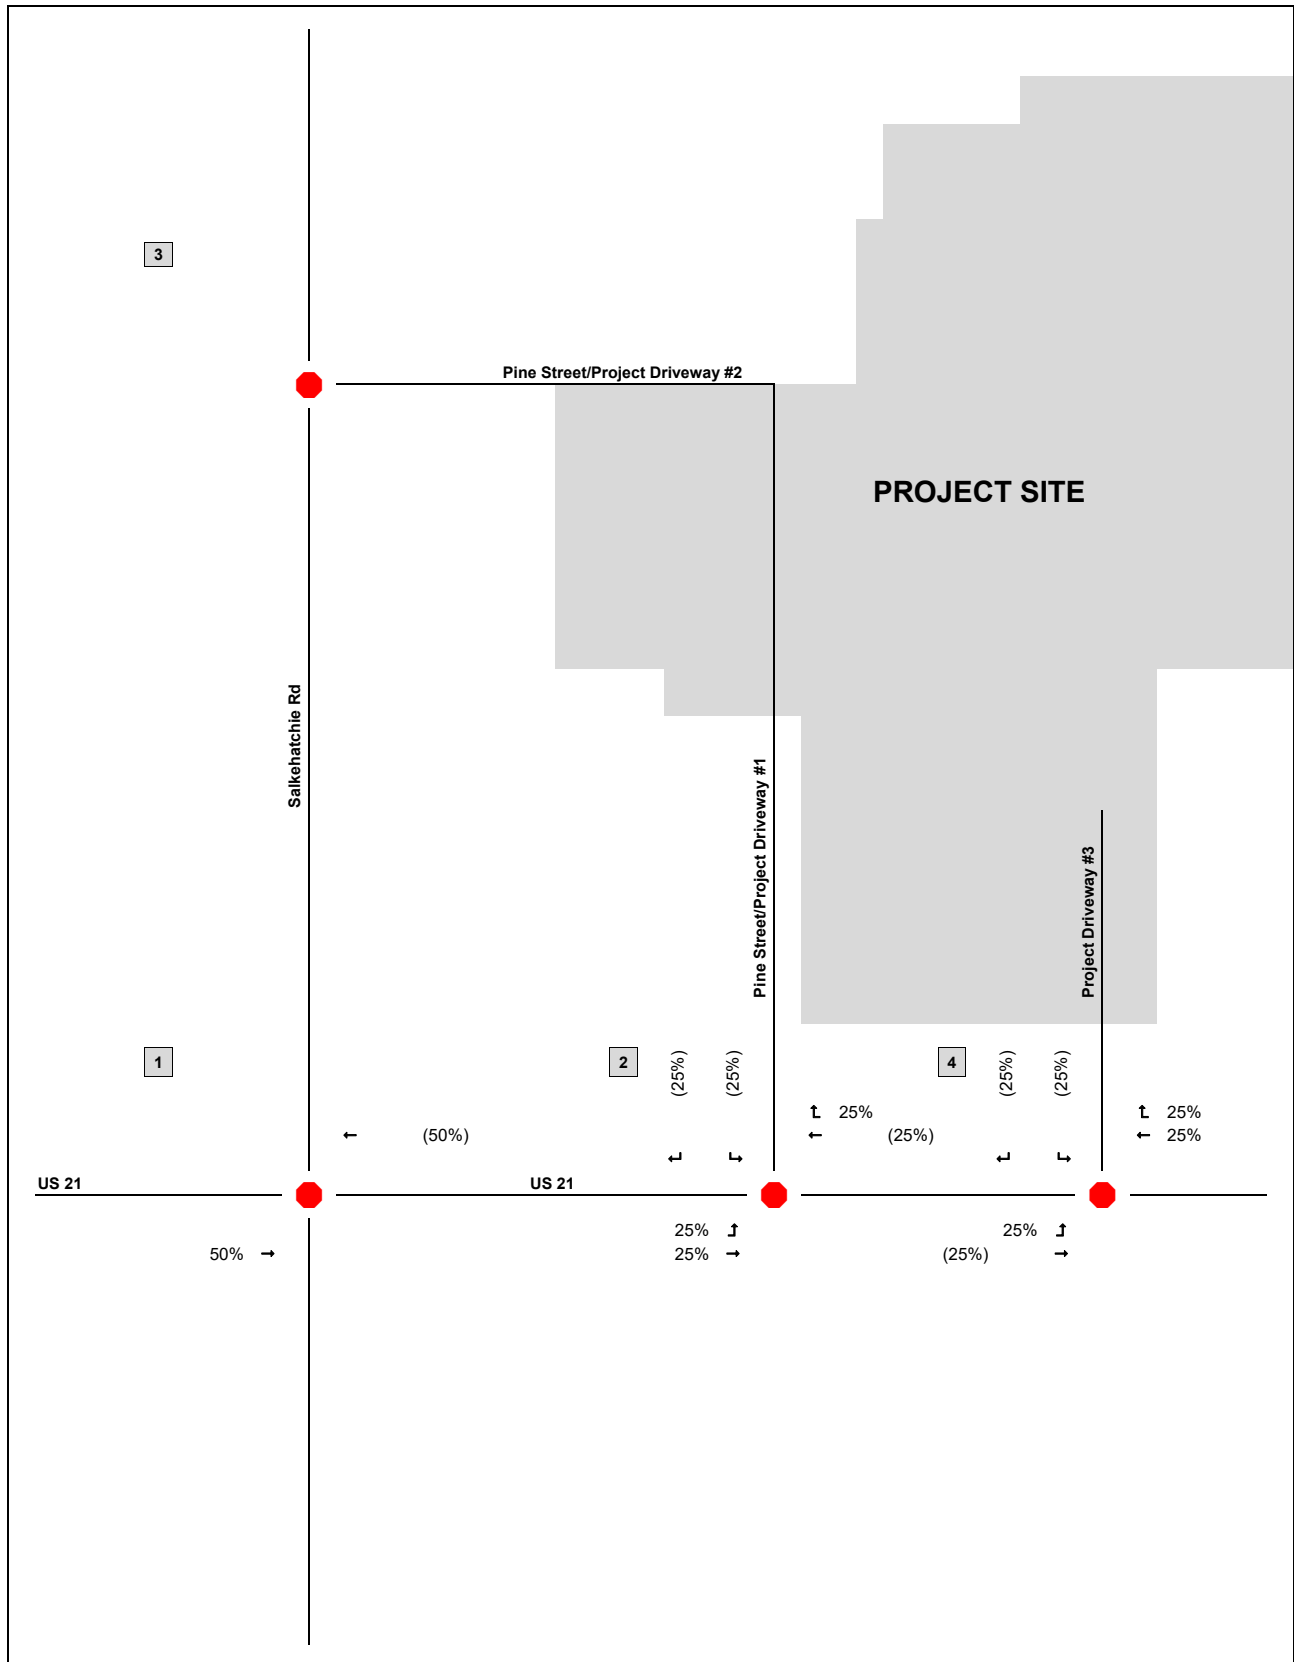 3
Pine Street/Project Driveway #2
PROJECT SITE
Salkehatchie Rd
Pine Street/Project Driveway #1
Project Driveway #3
1
2
(25%)
(25%)
4
(25%)
(25%)
25%
25%
(50%)
(25%)
25%
US 21
US 21
25%
25%
50%
25%
(25%)